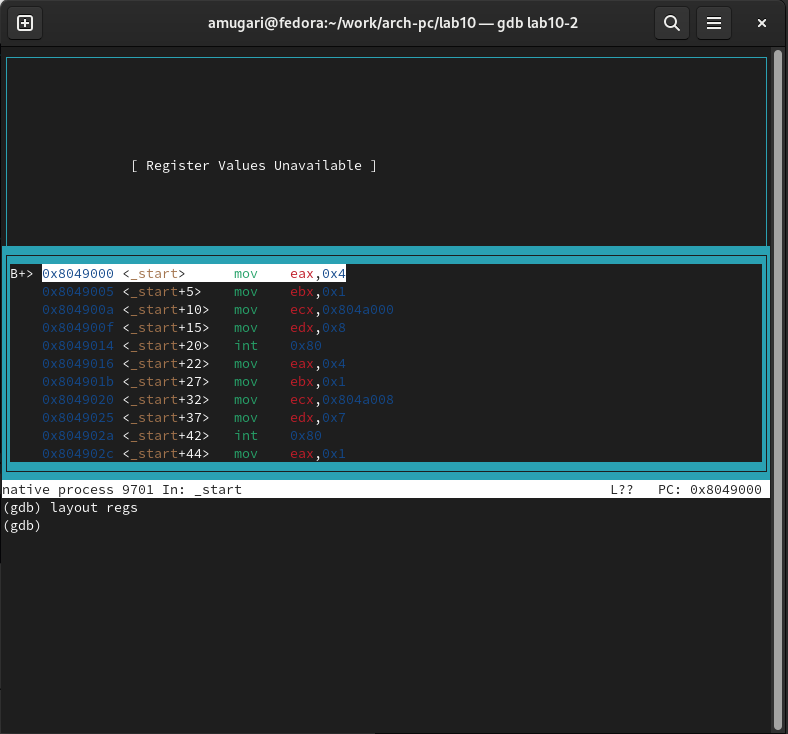 amugari@fedora:~/work/arch-pc/lab10 — gdb lab10-2
[ Register Values Unavailable ]
B+> 0x8049000 <_start> mov eax,0x4
0x8049005 <_start+5> mov ebx,0x1
0x804900a <_start+10> mov ecx,0x804a000
0x804900f <_start+15> mov edx,0x8
0x8049014 <_start+20> int 0x80
0x8049016 <_start+22> mov eax,0x4
0x804901b <_start+27> mov ebx,0x1
0x8049020 <_start+32> mov ecx,0x804a008
0x8049025 <_start+37> mov edx,0x7
0x804902a <_start+42> int 0x80
0x804902c <_start+44> mov eax,0x1
native process 9701 In: _start L?? PC: 0x8049000
(gdb) layout regs
(gdb)